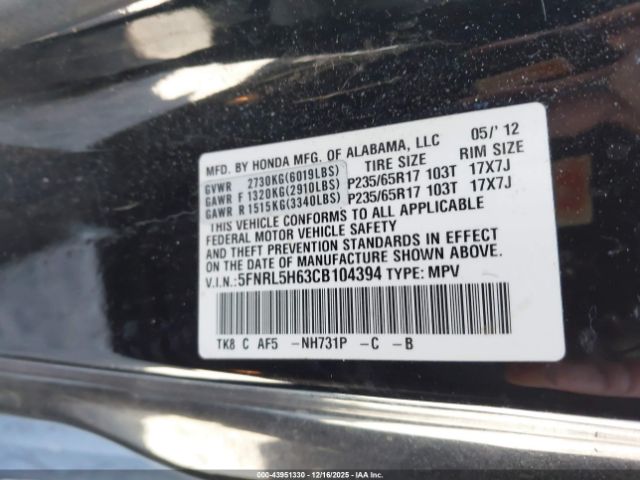 MFD. BY HONDA MFG. OF ALABAMA, LLC 05/'12
TIRE SIZE RIM SIZE
GVWR 2730KG(6019LBS)
GAWR F 1320KG(2910LBS) P235/65R17 103T 17X7J
GAWR R 1515KG(3340LBS) P235/65R17 103T 17X7J
THIS VEHICLE CONFORMS TO ALL APPLICABLE
FEDERAL MOTOR VEHICLE SAFETY
AND THEFT PREVENTION STANDARDS IN EFFECT
ON THE DATE OF MANUFACTURE SHOWN ABOVE.
V.I.N.:5FNRL5H63CB104394 TYPE: MPV
TK8 C AF5 -NH731P -C -B
000-43951330 - 12/16/2025 - IAA Inc.